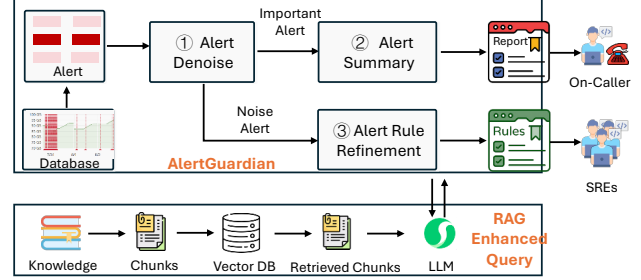 Important
Alert
① Alert
Denoise
② Alert
Summary
Report
Alert
On-Caller
Noise
Alert
③ Alert Rule
Refinement
Rules
Database
AlertGuardian
SREs
RAG
Enhanced
Query
Knowledge
Chunks
Vector DB
Retrieved Chunks
LLM